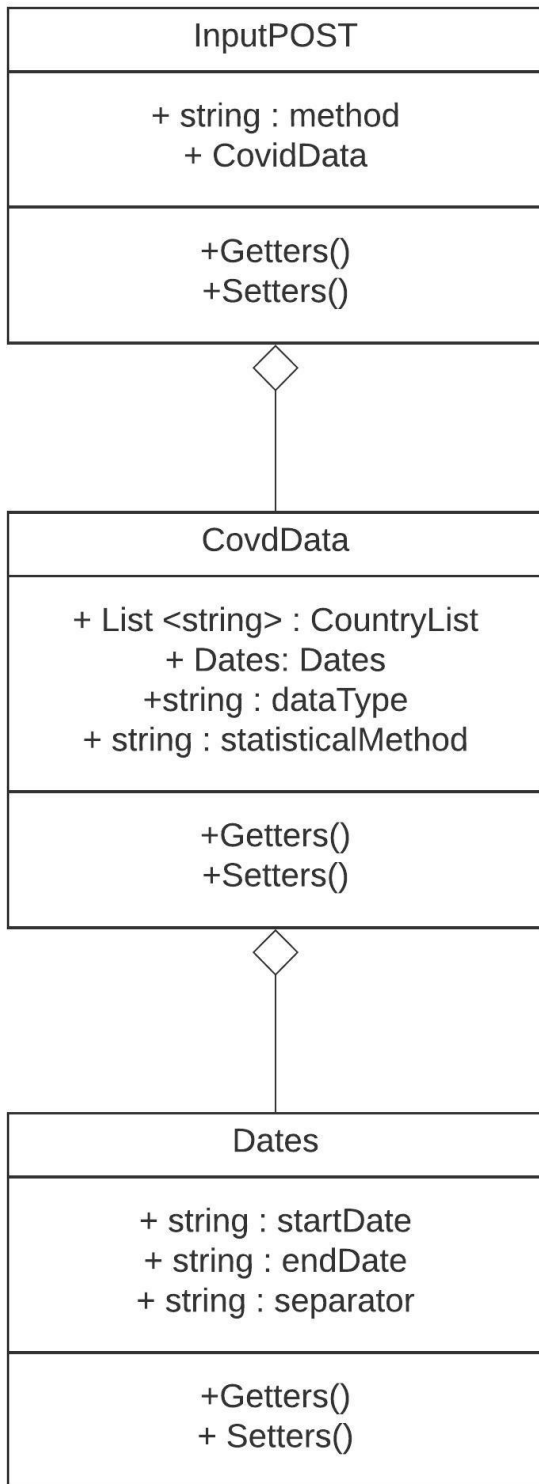 InputPOST
+ string : method
+ CovidData
+Getters()
+Setters()
CovdData
+ List <string> : CountryList
+ Dates: Dates
+string : dataType
+ string : statisticalMethod
+Getters()
+Setters()
Dates
+ string : startDate
+ string : endDate
+ string : separator
+Getters()
+ Setters()